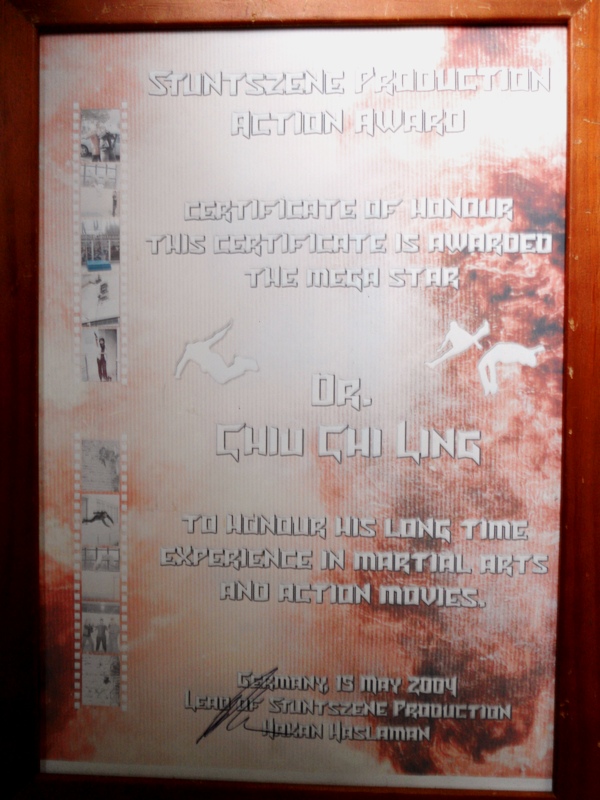 STUNTSZENE PRODUCTION
ACTION AWARD
CERTIFICATE OF HONOUR
THIS CERTIFICATE IS AWARDED
THE MEGA STAR
DR.
CHIU CHI LING
TO HONOUR HIS LONG TIME
EXPERIENCE IN MARTIAL ARTS
AND ACTION MOVIES.
GERMANY, 15 MAY 2004
LEAD OF STUNTSZENE PRODUCTION
HAKAN HASLAMAN